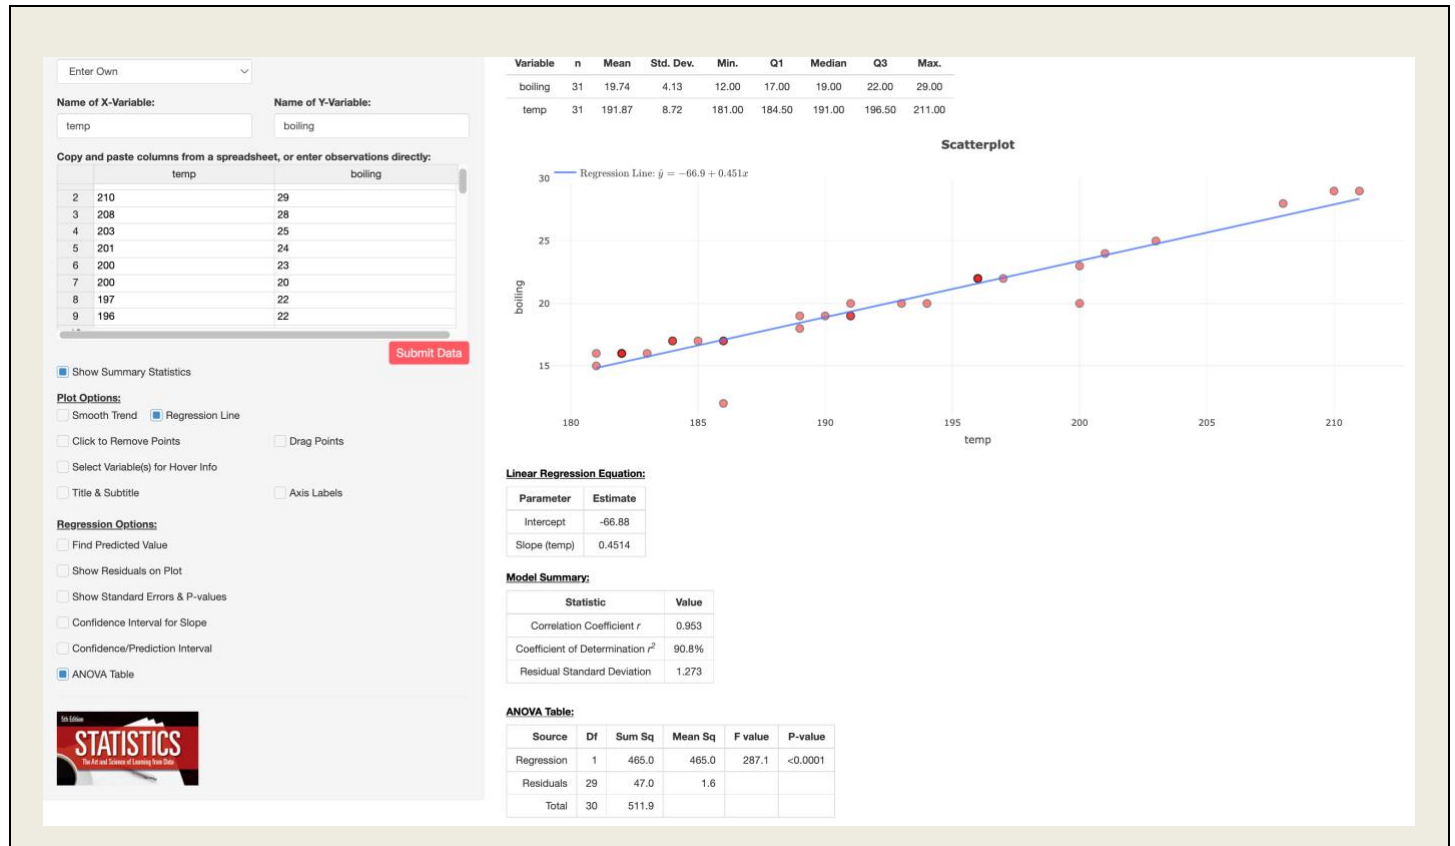 Enter Own
Name of X-Variable: Name of Y-Variable:
temp boiling
Copy and paste columns from a spreadsheet, or enter observations directly:
temp boiling
2 210 29
3 208 28
4 203 25
5 201 24
6 200 23
7 200 20
8 197 22
9 196 22
Submit Data
Show Summary Statistics
Plot Options:
Smooth Trend Regression Line
Click to Remove Points Drag Points
Select Variable(s) for Hover Info
Title & Subtitle Axis Labels
Regression Options:
Find Predicted Value
Show Residuals on Plot
Show Standard Errors & P-values
Confidence Interval for Slope
Confidence/Prediction Interval
ANOVA Table
5th Edition
STATISTICS
The Art and Science of Learning from Data
Variable n Mean Std. Dev. Min. Q1 Median Q3 Max.
boiling 31 19.74 4.13 12.00 17.00 19.00 22.00 29.00
temp 31 191.87 8.72 181.00 184.50 191.00 196.50 211.00
Scatterplot
Regression Line: ŷ = −66.9 + 0.451x
30
25
20
15
boiling
180 185 190 195 200 205 210
temp
Linear Regression Equation:
Parameter Estimate
Intercept -66.88
Slope (temp) 0.4514
Model Summary:
Statistic Value
Correlation Coefficient r 0.953
Coefficient of Determination r² 90.8%
Residual Standard Deviation 1.273
ANOVA Table:
Source Df Sum Sq Mean Sq F value P-value
Regression 1 465.0 465.0 287.1 <0.0001
Residuals 29 47.0 1.6
Total 30 511.9